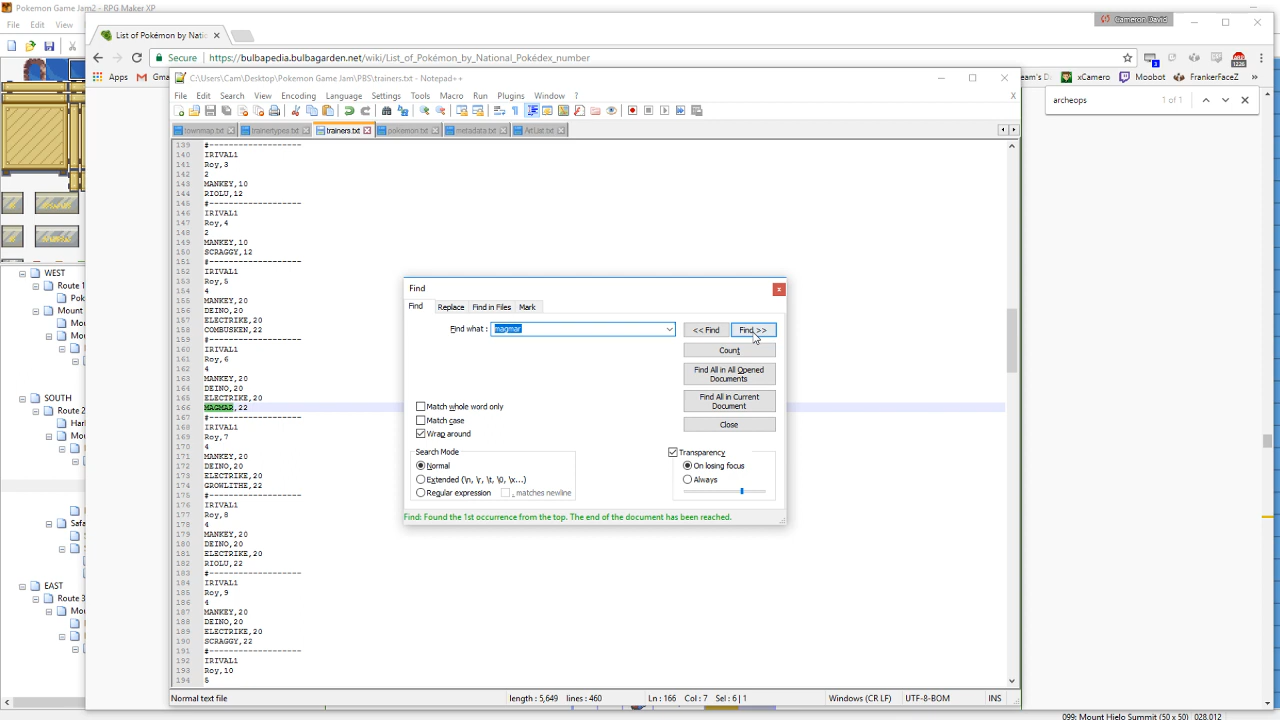 Pokemon Game Jam2 - RPG Maker XP
File Edit View
Cameron David
List of Pokémon by Natio
Secure https://bulbapedia.bulbagarden.net/wiki/List_of_Pokémon_by_National_Pokédex_number
Apps Gma
eam's D xCamero Moobot FrankerFaceZ »
archeops 1 of 1
C:\Users\Cam\Desktop\Pokemon Game Jam\PBS\trainers.txt - Notepad++
File Edit Search View Encoding Language Settings Tools Macro Run Plugins Window ? X
townmap.txt trainertypes.txt trainers.txt pokemon.txt metadata.txt ArtList.txt
139 #-------------------
140 IRIVAL1
141 Roy,3
142 2
143 MANKEY,10
144 RIOLU,12
145 #-------------------
146 IRIVAL1
147 Roy,4
148 2
149 MANKEY,10
150 SCRAGGY,12
151 #-------------------
152 IRIVAL1
153 Roy,5
154 4
155 MANKEY,20
156 DEINO,20
157 ELECTRIKE,20
158 COMBUSKEN,22
159 #-------------------
160 IRIVAL1
161 Roy,6
162 4
163 MANKEY,20
164 DEINO,20
165 ELECTRIKE,20
166 MAGMAR,22
167 #-------------------
168 IRIVAL1
169 Roy,7
170 4
171 MANKEY,20
172 DEINO,20
173 ELECTRIKE,20
174 GROWLITHE,22
175 #-------------------
176 IRIVAL1
177 Roy,8
178 4
179 MANKEY,20
180 DEINO,20
181 ELECTRIKE,20
182 RIOLU,22
183 #-------------------
184 IRIVAL1
185 Roy,9
186 4
187 MANKEY,20
188 DEINO,20
189 ELECTRIKE,20
190 SCRAGGY,22
191 #-------------------
192 IRIVAL1
193 Roy,10
194 5
Find
Find Replace Find in Files Mark
Find what : magmar
<< Find Find >>
Count
Find All in All Opened Documents
Find All in Current Document
Close
Match whole word only
Match case
Wrap around
Search Mode
Normal
Extended (\n, \r, \t, \0, \x...)
Regular expression . matches newline
Transparency
On losing focus
Always
Find: Found the 1st occurrence from the top. The end of the document has been reached.
Normal text file length : 5,649 lines : 460 Ln : 166 Col : 7 Sel : 6 | 1 Windows (CR LF) UTF-8-BOM INS
WEST
Route 1
Pok
Mount
Mou
SOUTH
Route 2
Har
Mou
Safa
EAST
Route 3
Mou
099: Mount Hielo Summit (50 x 50) 028,012